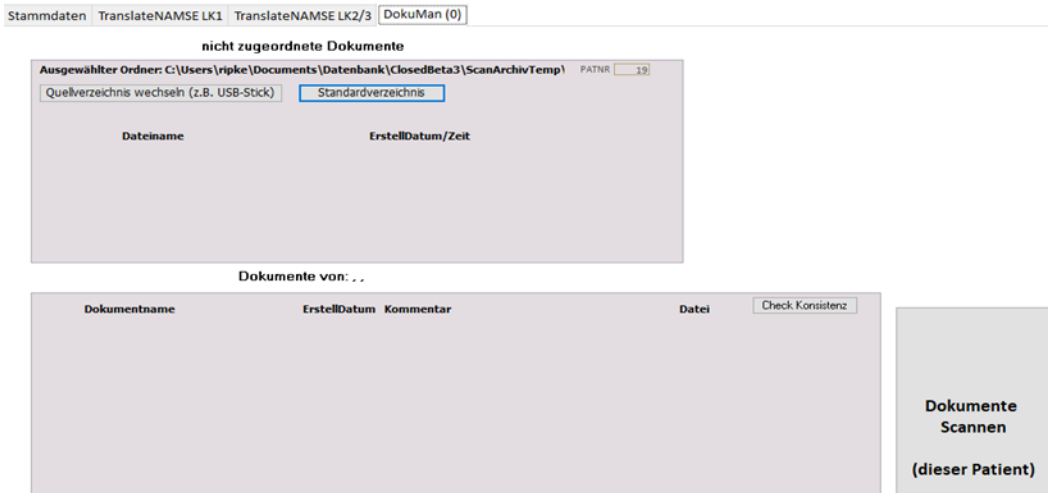 Stammdaten TranslateNAMSE LK1 TranslateNAMSE LK2/3 DokuMan (0)
nicht zugeordnete Dokumente
Ausgewählter Ordner: C:\Users\ripke\Documents\Datenbank\ClosedBeta3\ScanArchivTemp\ PATNR 19
Quellverzeichnis wechseln (z.B. USB-Stick) Standardverzeichnis
Dateiname ErstellDatum/Zeit
Dokumente von: , ,
Dokumentname ErstellDatum Kommentar Datei Check Konsistenz
Dokumente
Scannen
(dieser Patient)